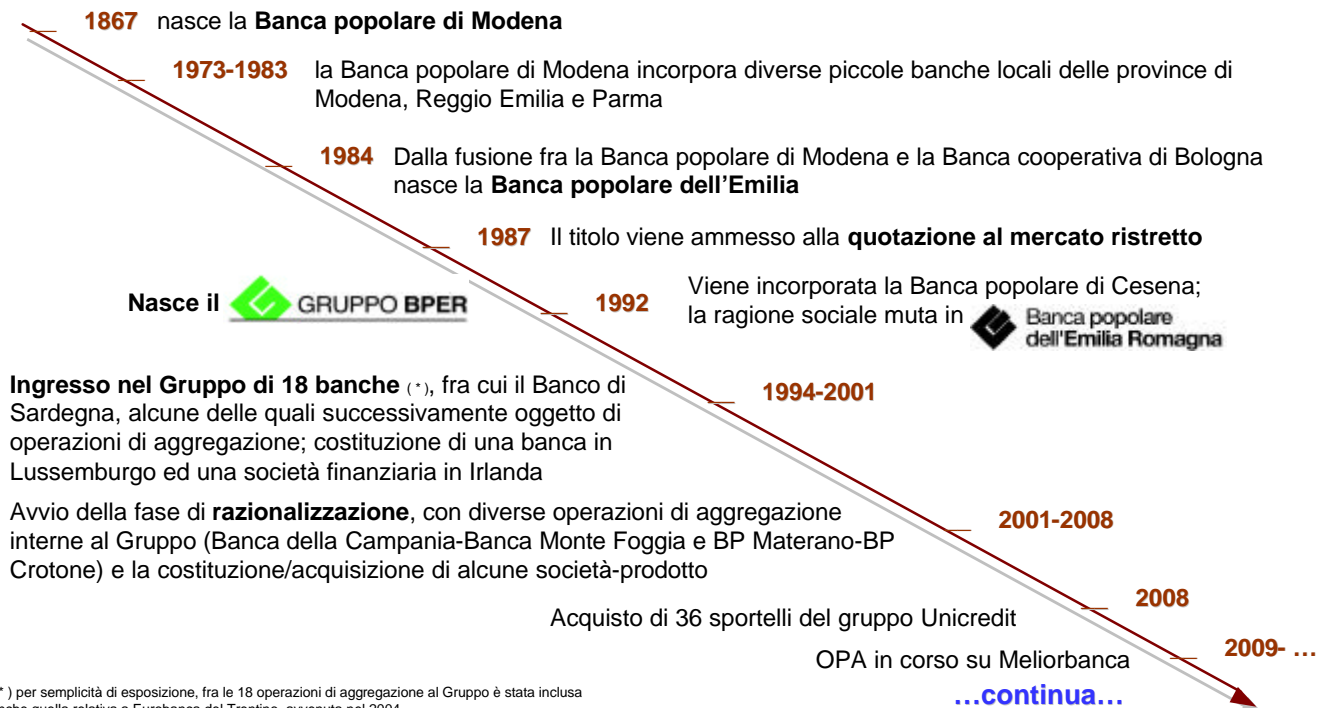 1867 nasce la Banca popolare di Modena
1973-1983 la Banca popolare di Modena incorpora diverse piccole banche locali delle province di
Modena, Reggio Emilia e Parma
1984 Dalla fusione fra la Banca popolare di Modena e la Banca cooperativa di Bologna
nasce la Banca popolare dell'Emilia
1987 Il titolo viene ammesso alla quotazione al mercato ristretto
Nasce il GRUPPO BPER
1992
Viene incorporata la Banca popolare di Cesena;
la ragione sociale muta in Banca popolare
dell'Emilia Romagna
1994-2001
Ingresso nel Gruppo di 18 banche (*), fra cui il Banco di
Sardegna, alcune delle quali successivamente oggetto di
operazioni di aggregazione; costituzione di una banca in
Lussemburgo ed una società finanziaria in Irlanda
2001-2008
Avvio della fase di razionalizzazione, con diverse operazioni di aggregazione
interne al Gruppo (Banca della Campania-Banca Monte Foggia e BP Materano-BP
Crotone) e la costituzione/acquisizione di alcune società-prodotto
2008
Acquisto di 36 sportelli del gruppo Unicredit
2009- ...
OPA in corso su Meliorbanca
...continua...
* ) per semplicità di esposizione, fra le 18 operazioni di aggregazione al Gruppo è stata inclusa